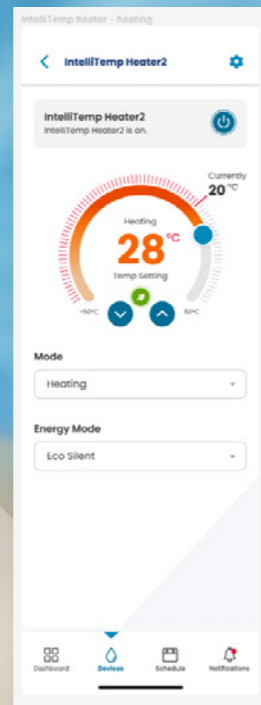 IntelliTemp heater - heating
IntelliTemp Heater2
IntelliTemp Heater2
IntelliTemp Heater2 is on.
Currently
20 °C
Heating
28 °C
Temp Setting
-50°C
50°C
Mode
Heating
Energy Mode
Eco Silent
Dashboard
Devices
Schedule
Notifications